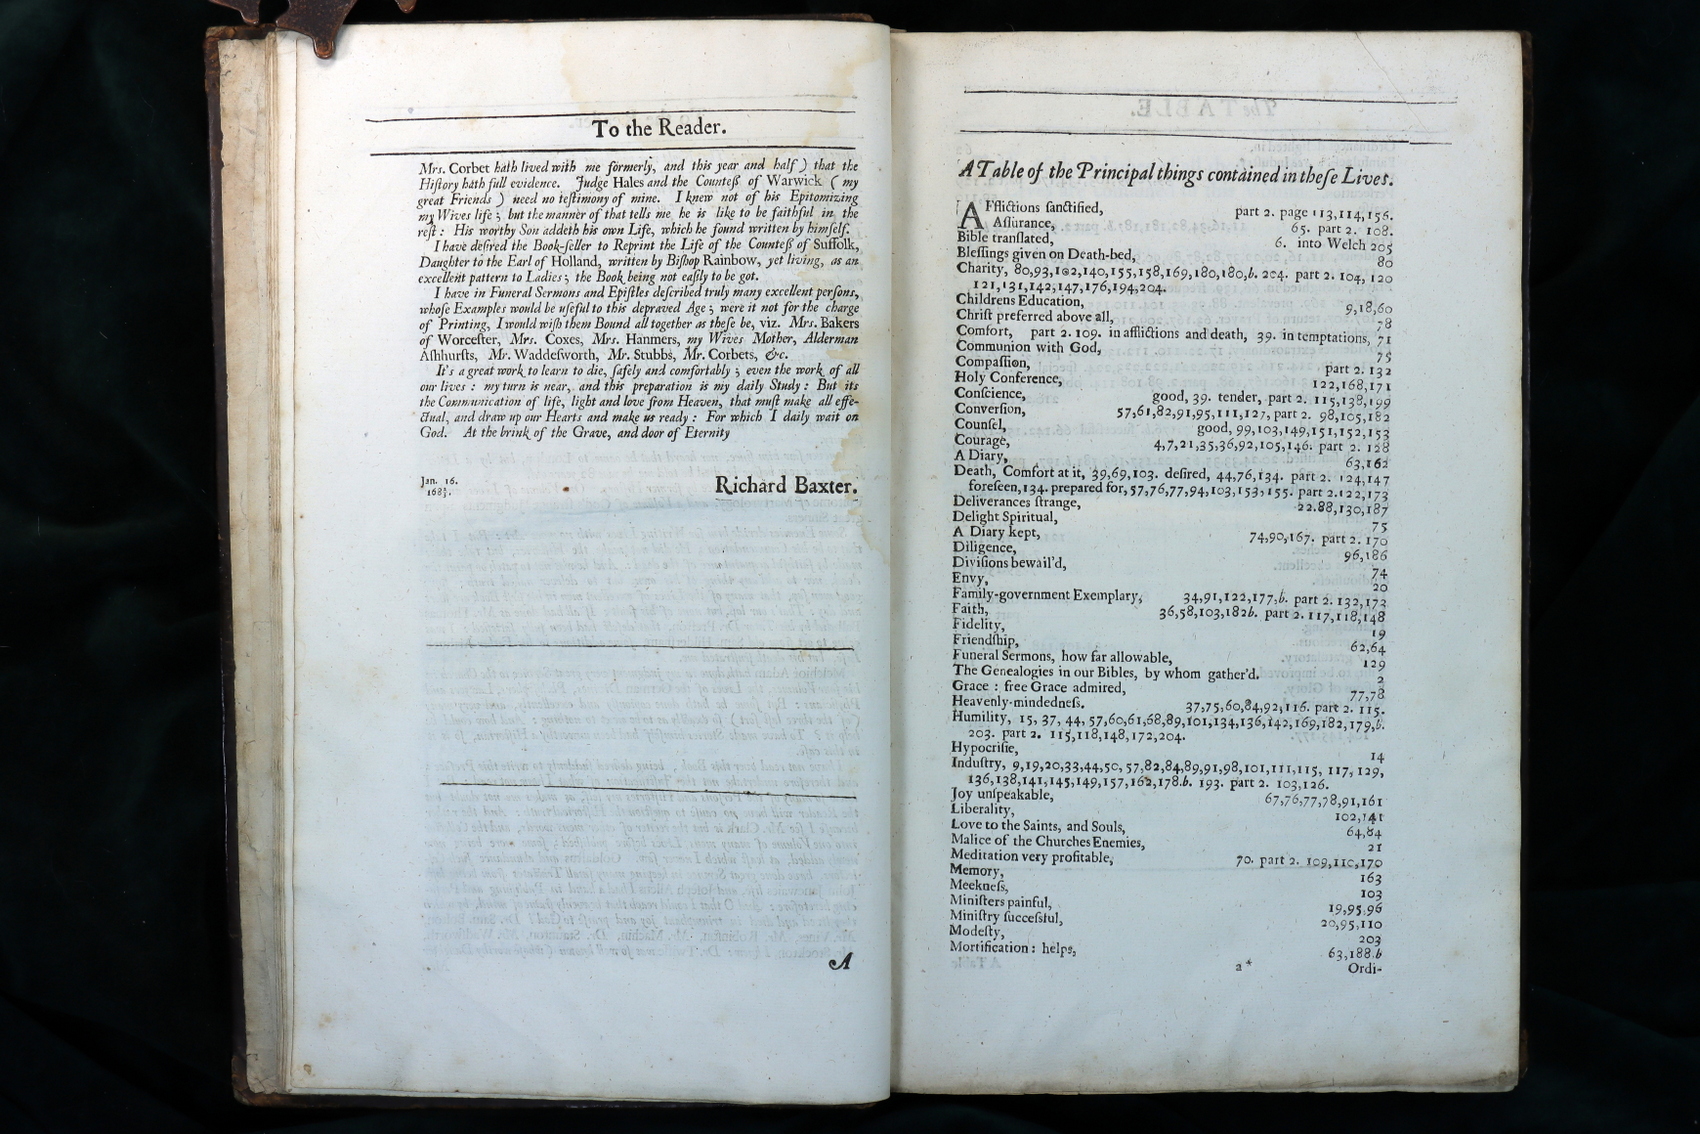 To the Reader.
Mrs. Corbet hath lived with me formerly, and this year and half ) that the
Hiſtory hath full evidence. Judge Hales and the Counteſs of Warwick ( my
great Friends ) need no teſtimony of mine. I knew not of his Epitomizing
my Wives life ; but the manner of that tells me he is like to be faithful in the
reſt : His worthy Son addeth his own Life, which he found written by himſelf.
I have deſired the Book-ſeller to Reprint the Life of the Counteſs of Suffolk,
Daughter to the Earl of Holland, written by Biſhop Rainbow, yet living, as an
excellent pattern to Ladies ; the Book being not eaſily to be got.
I have in Funeral Sermons and Epiſtles deſcribed truly many excellent perſons,
whoſe Examples would be uſeful to this depraved Age ; were it not for the charge
of Printing, I would wiſh them Bound all together as theſe be, viz. Mrs. Bakers
of Worceſter, Mrs. Coxes, Mrs. Hanmers, my Wives Mother, Alderman
Aſhhurſts, Mr. Waddeſworth, Mr. Stubbs, Mr. Corbets, &c.
It's a great work to learn to die, ſafely and comfortably ; even the work of all
our lives : my turn is near, and this preparation is my daily Study : But its
the Communication of life, light and love from Heaven, that muſt make all effe-
ctual, and draw up our Hearts and make us ready : For which I daily wait on
God. At the brink of the Grave, and door of Eternity
Jan. 16.
168⅔.
Richard Baxter.
A
A Table of the Principal things contained in theſe Lives.
AFflictions ſanctified, part 2. page 113,114,156.
Aſſurance, 65. part 2. 108.
Bible tranſlated, 6. into Welch 205
Bleſſings given on Death-bed, 80
Charity, 80,93,102,140,155,158,169,180,180,b. 204. part 2. 104, 120
121,131,142,147,176,194,204.
Childrens Education, 9,18,60
Chriſt preferred above all, 78
Comfort, part 2. 109. in afflictions and death, 39. in temptations, 71
Communion with God, 75
Compaſſion, part 2. 132
Holy Conference, 122,168,171
Conſcience, good, 39. tender, part 2. 115,138,199
Converſion, 57,61,82,91,95,111,127, part 2. 98,105,182
Counſel, good, 99,103,149,151,152,153
Courage, 4,7,21,35,36,92,105,146. part 2. 128
A Diary, 63,162
Death, Comfort at it, 39,69,103. deſired, 44,76,134. part 2. 124,147
foreſeen, 134. prepared for, 57,76,77,94,103,153,155. part 2.122,173
Deliverances ſtrange, 22.88,130,187
Delight Spiritual, 75
A Diary kept, 74,90,167. part 2. 170
Diligence, 96,186
Diviſions bewail'd, 74
Envy, 20
Family-government Exemplary, 34,91,122,177,b. part 2. 132,173
Faith, 36,58,103,182b. part 2. 117,118,148
Fidelity, 19
Friendſhip, 62,64
Funeral Sermons, how far allowable, 129
The Genealogies in our Bibles, by whom gather'd. 2
Grace : free Grace admired, 77,78
Heavenly-mindedneſs. 37,75,60,84,92,116. part 2. 115.
Humility, 15, 37, 44, 57,60,61,68,89,101,134,136,142,169,182,179,b.
203. part 2. 115,118,148,172,204.
Hypocriſie, 14
Induſtry, 9,19,20,33,44,50, 57,82,84,89,91,98,101,111,115, 117, 129,
136,138,141,145,149,157,162,178.b. 193. part 2. 103,126.
Joy unſpeakable, 67,76,77,78,91,161
Liberality, 102,141
Love to the Saints, and Souls, 64,84
Malice of the Churches Enemies, 21
Meditation very profitable, 70. part 2. 109,110,170
Memory, 163
Meekneſs, 103
Miniſters painful, 19,95,96
Miniſtry ſucceſsful, 20,95,110
Modeſty, 203
Mortification : helps, 63,188.b
a* Ordi-